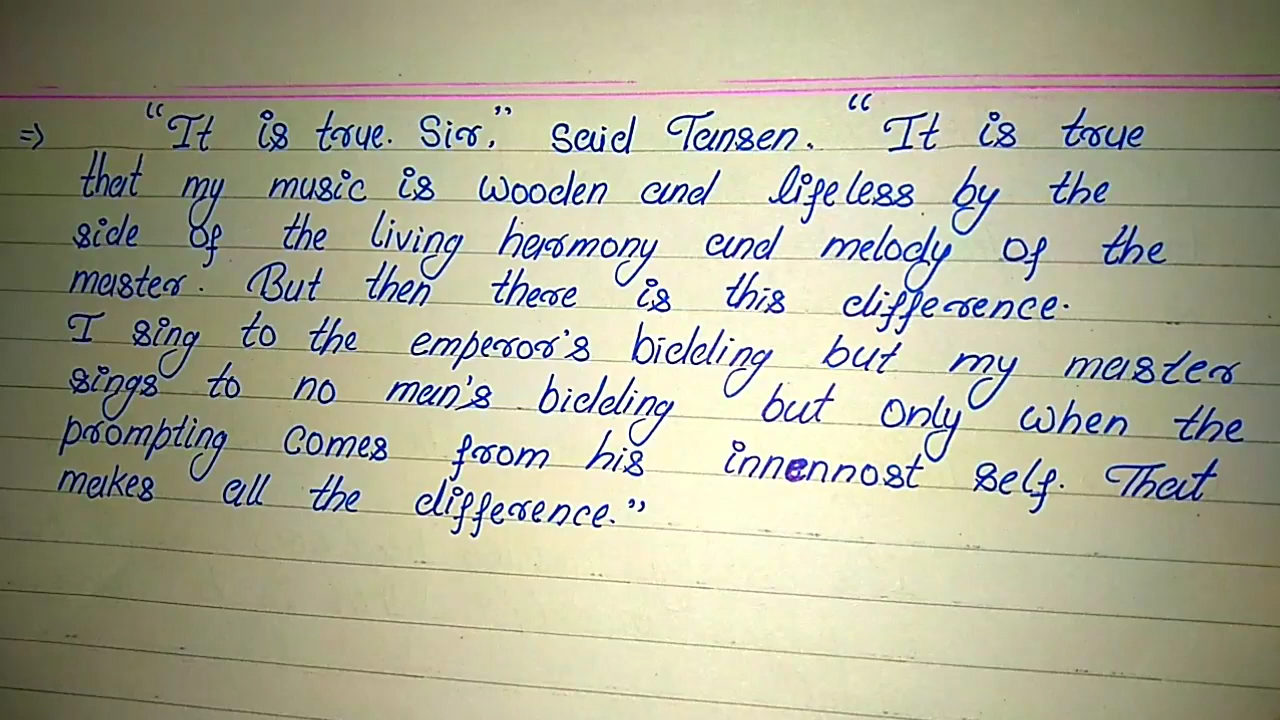 ⇒ "It is true. Sir," said Tansen. "It is true
that my music is wooden and lifeless by the
side of the living harmony and melody of the
master. But then there is this difference.
I sing to the emperor's bidding but my master
sings to no man's bidding but only when the
prompting comes from his innennost self. That
makes all the difference."